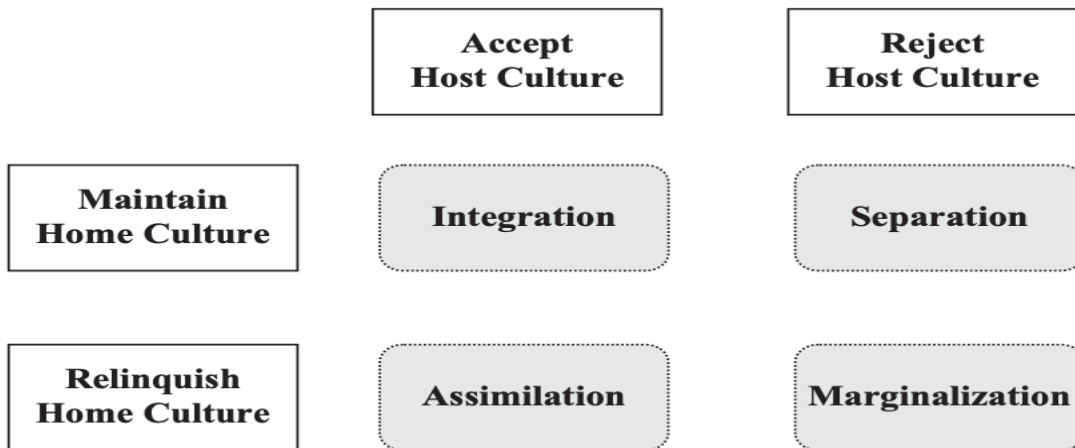 Accept
Host Culture
Reject
Host Culture
Maintain
Home Culture
Integration
Separation
Relinquish
Home Culture
Assimilation
Marginalization